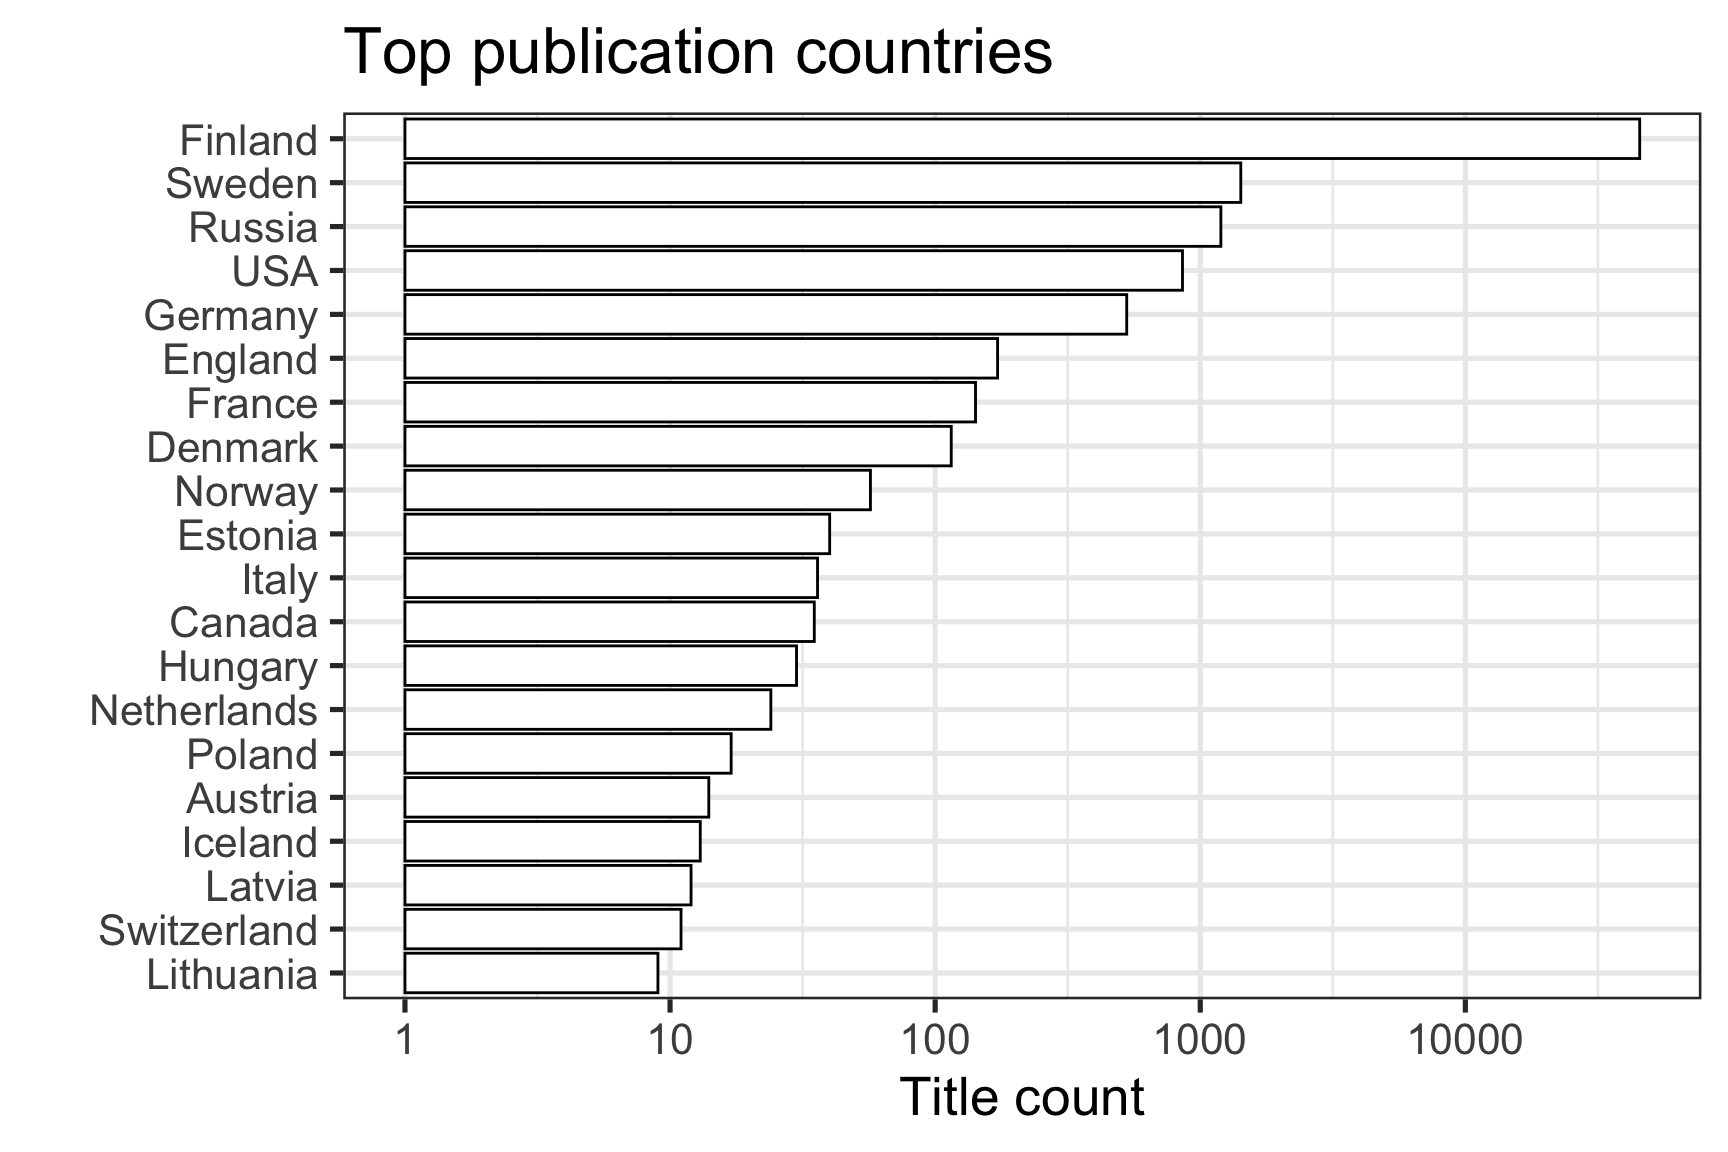 Top publication countries
Finland
Sweden
Russia
USA
Germany
England
France
Denmark
Norway
Estonia
Italy
Canada
Hungary
Netherlands
Poland
Austria
Iceland
Latvia
Switzerland
Lithuania
1 10 100 1000 10000
Title count